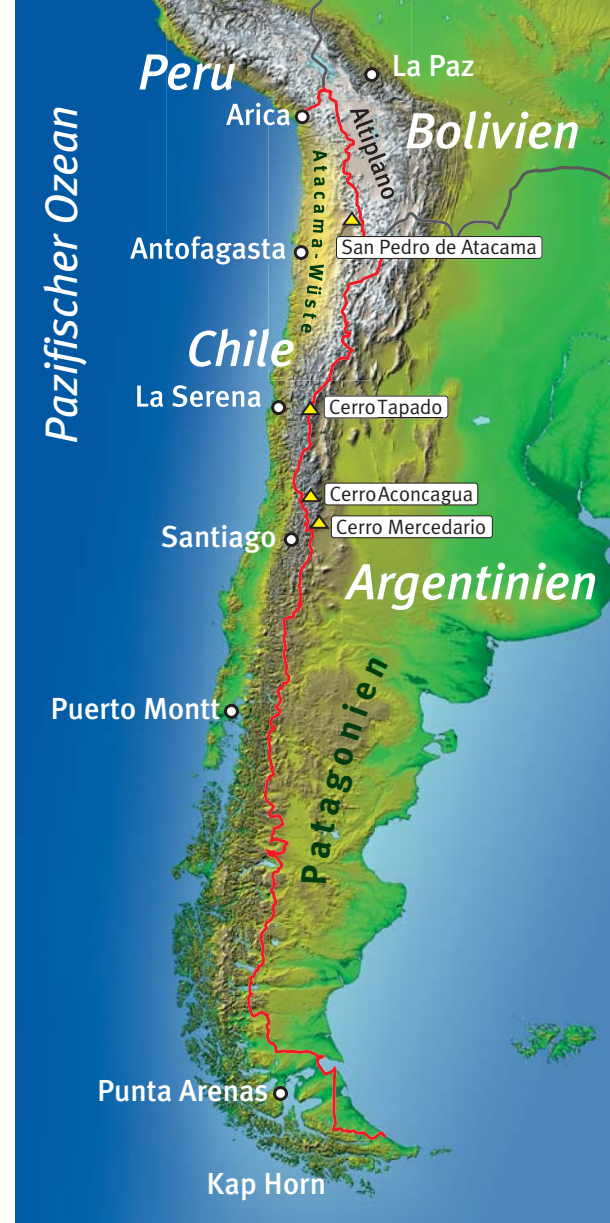 Peru
La Paz
Arica
Bolivien
Altiplano
Pazifischer Ozean
Atacama-Wüste
Antofagasta
San Pedro de Atacama
Chile
La Serena
Cerro Tapado
Cerro Aconcagua
Cerro Mercedario
Santiago
Argentinien
Patagonien
Puerto Montt
Punta Arenas
Kap Horn